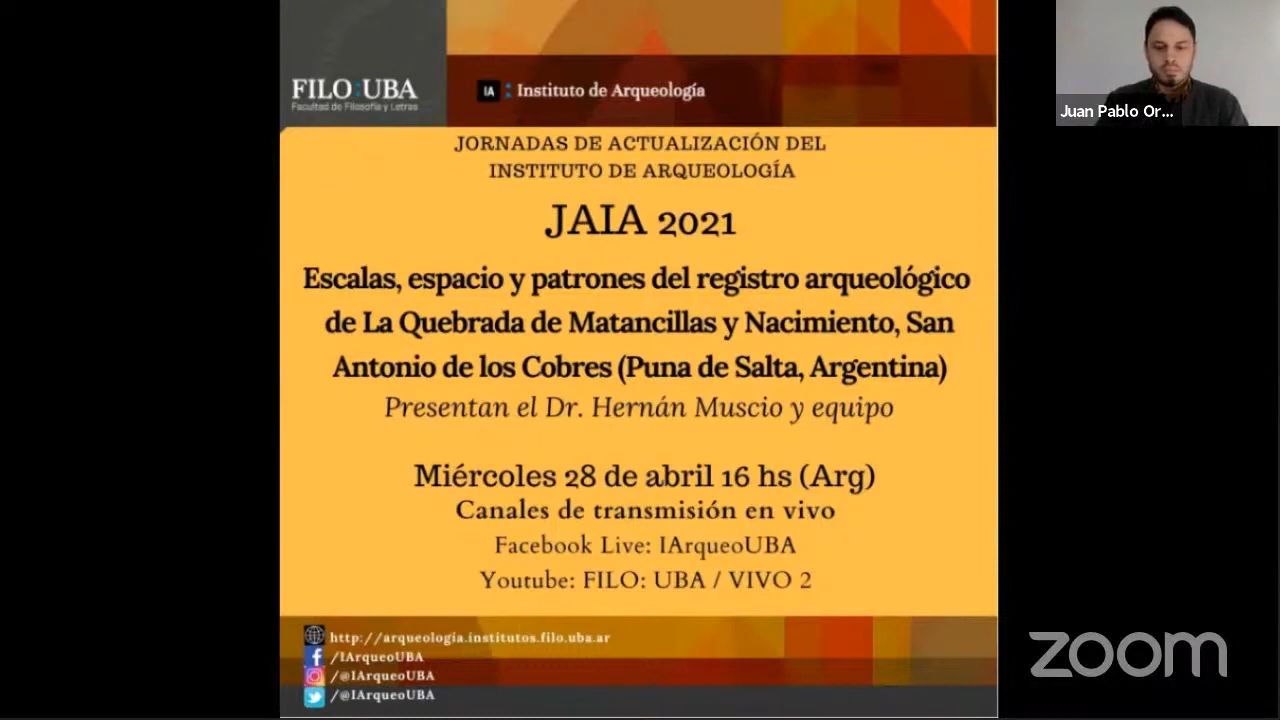 FILO:UBA
Facultad de Filosofía y Letras
IA : Instituto de Arqueología
JORNADAS DE ACTUALIZACIÓN DEL
INSTITUTO DE ARQUEOLOGÍA
JAIA 2021
Escalas, espacio y patrones del registro arqueológico
de La Quebrada de Matancillas y Nacimiento, San
Antonio de los Cobres (Puna de Salta, Argentina)
Presentan el Dr. Hernán Muscio y equipo
Miércoles 28 de abril 16 hs (Arg)
Canales de transmisión en vivo
Facebook Live: IArqueoUBA
Youtube: FILO: UBA / VIVO 2
http://arqueologia.institutos.filo.uba.ar
/IArqueoUBA
/@IArqueoUBA
/@IArqueoUBA
Juan Pablo Or...
zoom